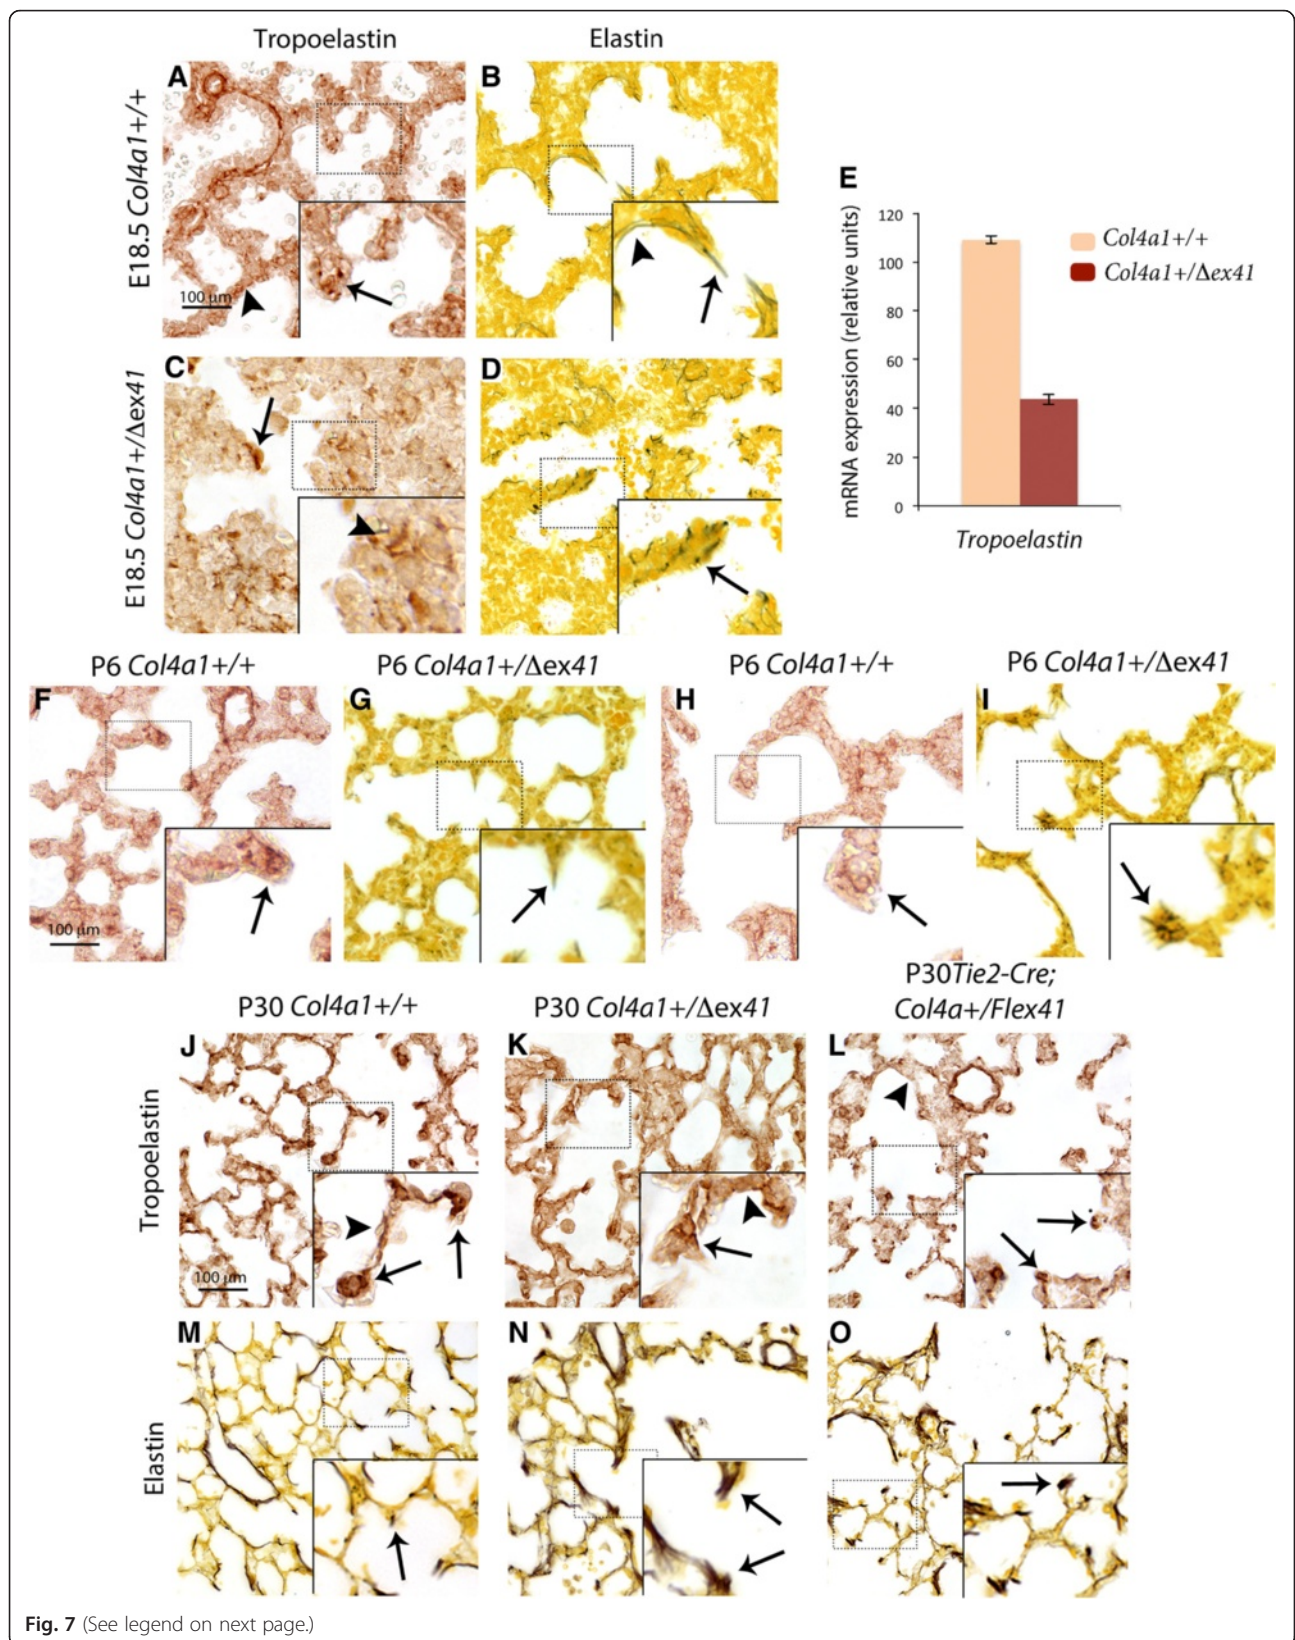 Tropoelastin
Elastin
E18.5 Col4a1+/+
A
100 μm
B
E
mRNA expression (relative units)
120
100
80
60
40
20
0
Tropoelastin
Col4a1+/+
Col4a1+/Δex41
E18.5 Col4a1+/Δex41
C
D
P6 Col4a1+/+
P6 Col4a1+/Δex41
P6 Col4a1+/+
P6 Col4a1+/Δex41
F
100 μm
G
H
I
P30 Col4a1+/+
P30 Col4a1+/Δex41
P30Tie2-Cre;
Col4a+/Flex41
Tropoelastin
J
100 μm
K
L
Elastin
M
N
O
Fig. 7 (See legend on next page.)